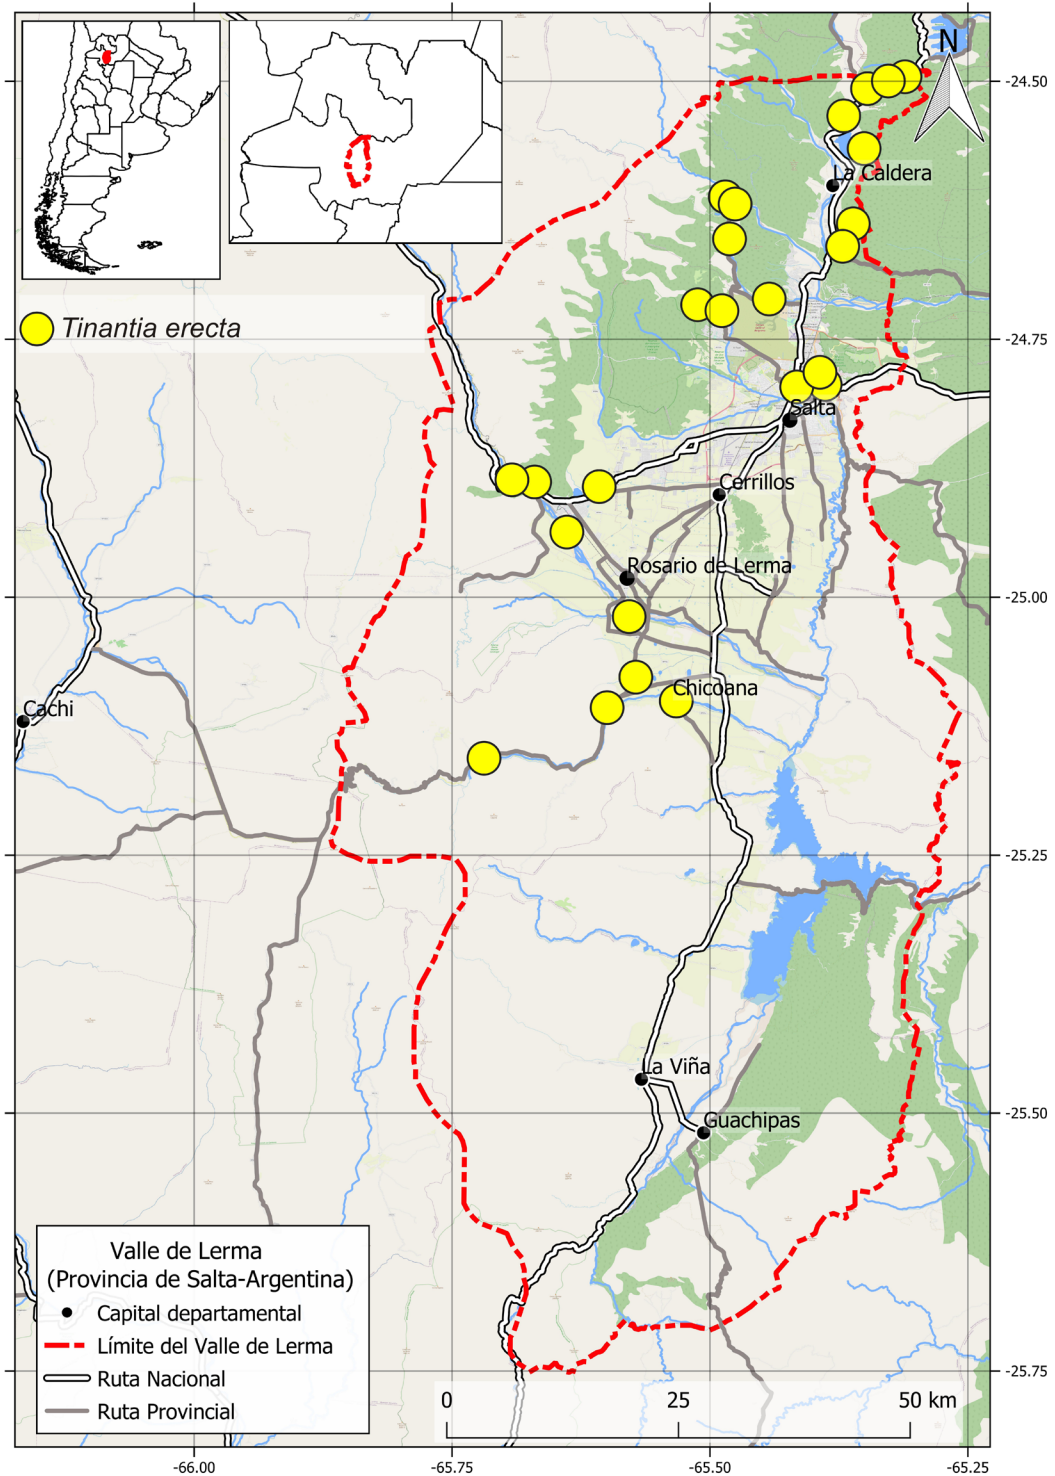 N
-24.50
La Caldera
Tinantia erecta
-24.75
Salta
Cerrillos
Rosario de Lerma
-25.00
Chicoana
Cachi
-25.25
La Viña
Guachipas
-25.50
Valle de Lerma
(Provincia de Salta-Argentina)
Capital departamental
Límite del Valle de Lerma
Ruta Nacional
Ruta Provincial
-25.75
0 25 50 km
-66.00 -65.75 -65.50 -65.25